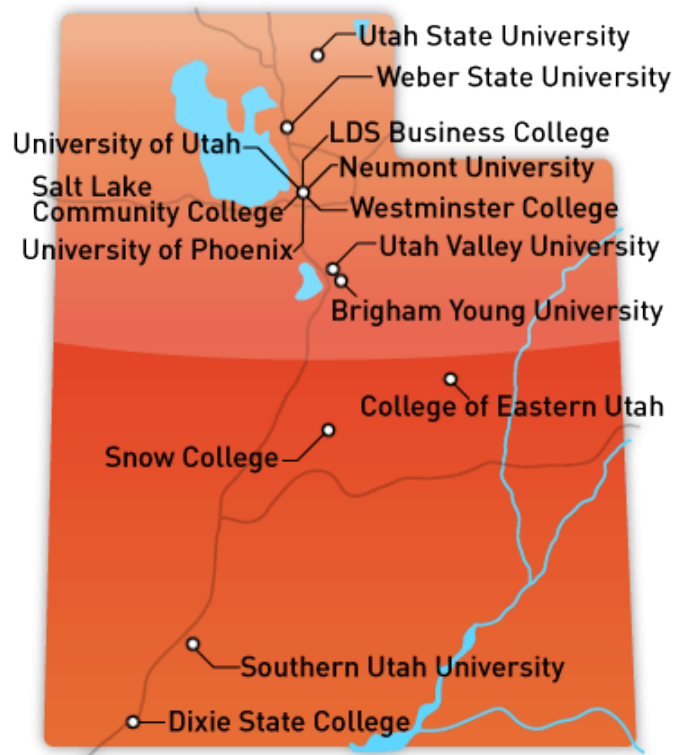 Utah State University
Weber State University
LDS Business College
University of Utah
Neumont University
Salt Lake
Community College
Westminster College
University of Phoenix
Utah Valley University
Brigham Young University
College of Eastern Utah
Snow College
Southern Utah University
Dixie State College